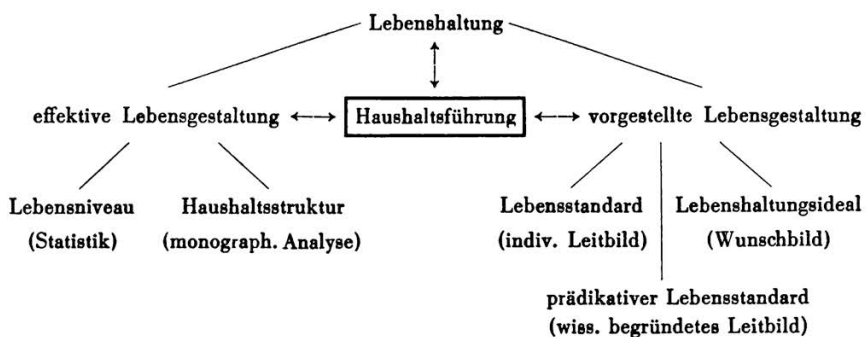 Lebenshaltung
effektive Lebensgestaltung
Haushaltsführung
vorgestellte Lebensgestaltung
Lebensniveau
(Statistik)
Haushaltsstruktur
(monograph. Analyse)
Lebensstandard
(indiv. Leitbild)
Lebenshaltungsideal
(Wunschbild)
prädikativer Lebensstandard
(wiss. begründetes Leitbild)